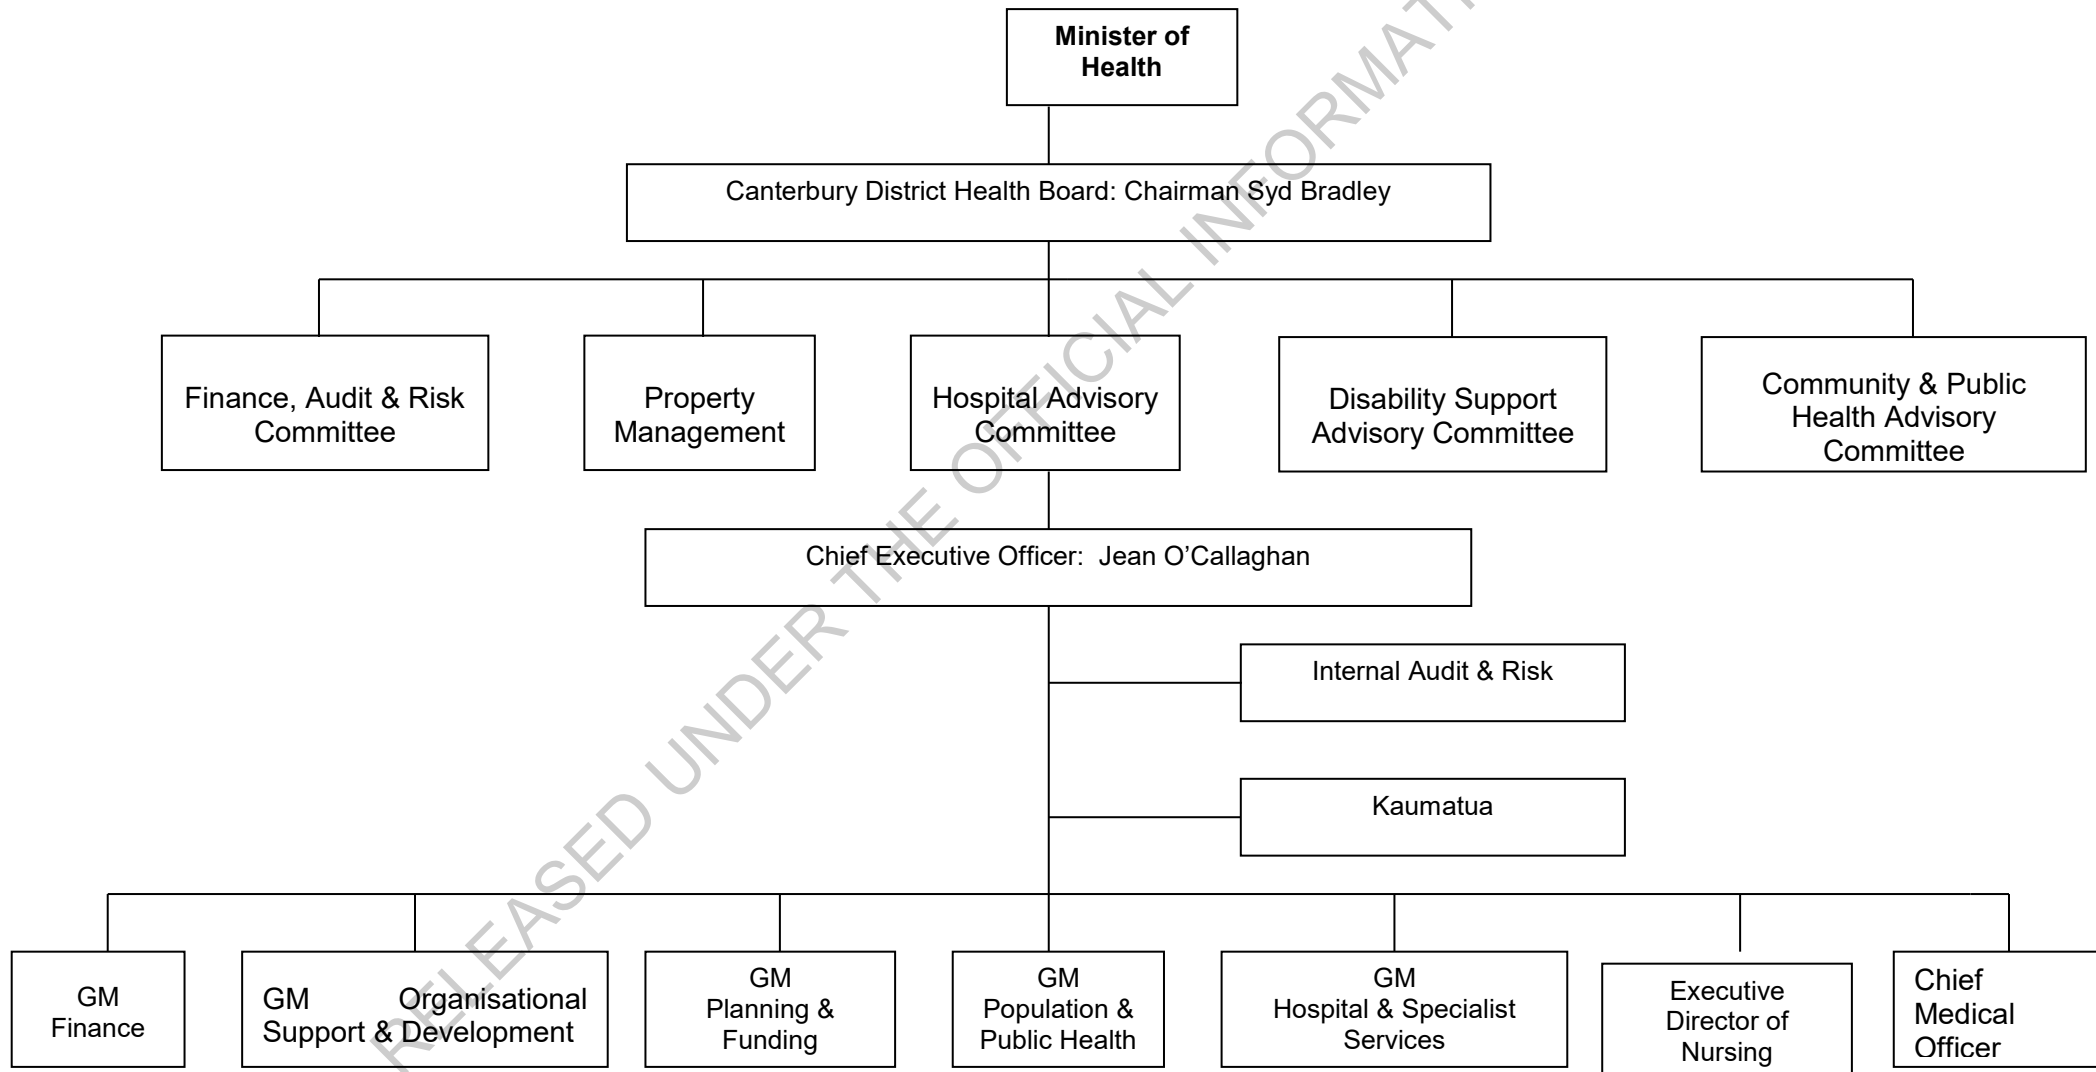 Minister of
Health
Canterbury District Health Board: Chairman Syd Bradley
Finance, Audit & Risk
Committee
Property
Management
Hospital Advisory
Committee
Disability Support
Advisory Committee
Community & Public
Health Advisory
Committee
Chief Executive Officer: Jean O’Callaghan
Internal Audit & Risk
Kaumatua
GM
Finance
GM Organisational
Support & Development
GM
Planning &
Funding
GM
Population &
Public Health
GM
Hospital & Specialist
Services
Executive
Director of
Nursing
Chief
Medical
Officer
RELEASED UNDER THE OFFICIAL INFORMATI